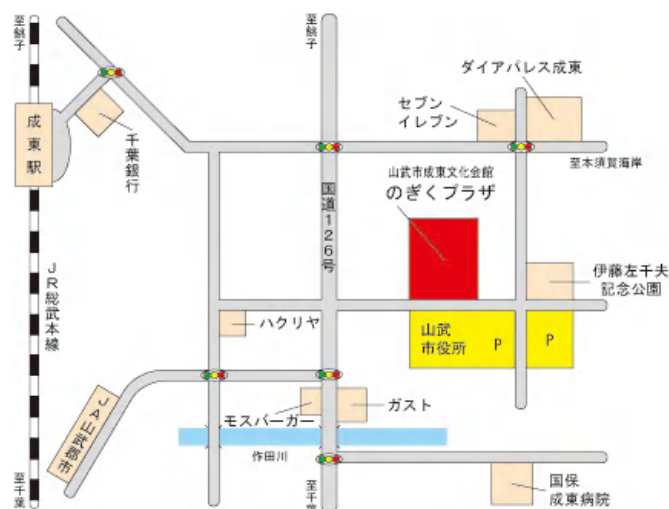 至銚子
至銚子
ダイアパレス成東
セブン
イレブン
成東駅
千葉銀行
至本須賀海岸
山武市成東文化会館
のぎくプラザ
国道126号
JR総武本線
伊藤左千夫
記念公園
ハクリヤ
山武
市役所
P
P
JA山武郡市
モスバーガー
ガスト
作田川
至千葉
至千葉
国保
成東病院